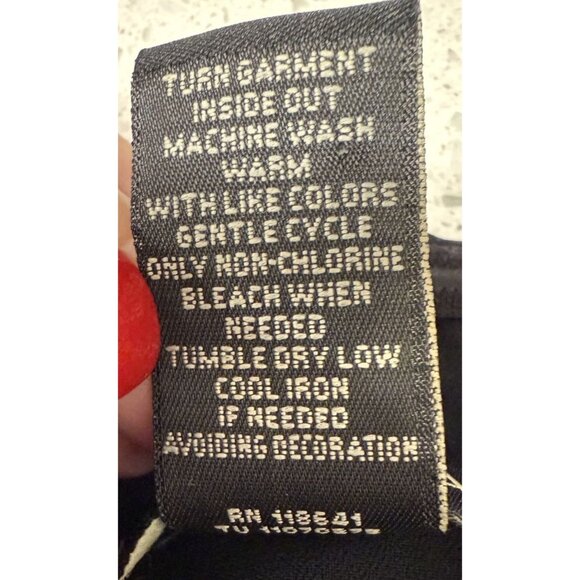 TURN GARMENT
INSIDE OUT
MACHINE WASH
WARM
WITH LIKE COLORS
GENTLE CYCLE
ONLY NON-CHLORINE
BLEACH WHEN
NEEDED
TUMBLE DRY LOW
COOL IRON
IF NEEDED
AVOIDING DECORATION
RN 118641